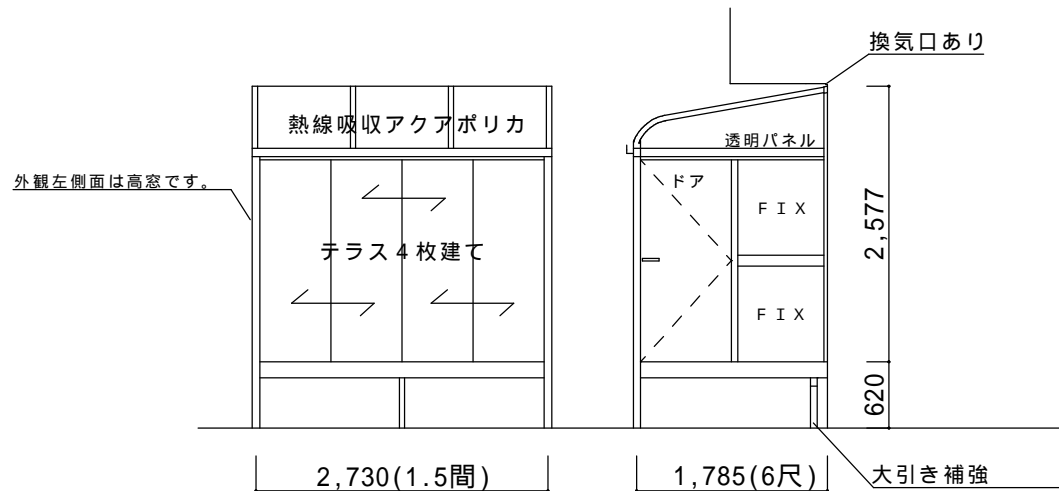 換気口あり
熱線吸収アクアポリカ
透明パネル
外観左側面は高窓です。
ドア
ＦＩＸ
テラス４枚建て
2,577
ＦＩＸ
620
2,730(1.5間)
1,785(6尺)
大引き補強